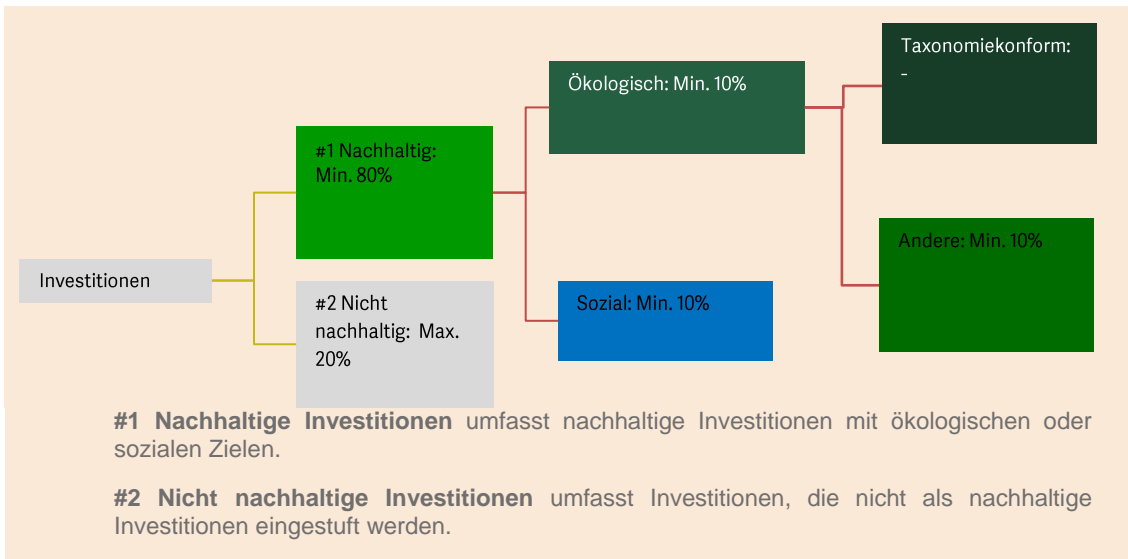 Investitionen
#1 Nachhaltig:
Min. 80%
#2 Nicht
nachhaltig: Max.
20%
Ökologisch: Min. 10%
Sozial: Min. 10%
Taxonomiekonform:
-
Andere: Min. 10%
#1 Nachhaltige Investitionen umfasst nachhaltige Investitionen mit ökologischen oder
sozialen Zielen.
#2 Nicht nachhaltige Investitionen umfasst Investitionen, die nicht als nachhaltige
Investitionen eingestuft werden.